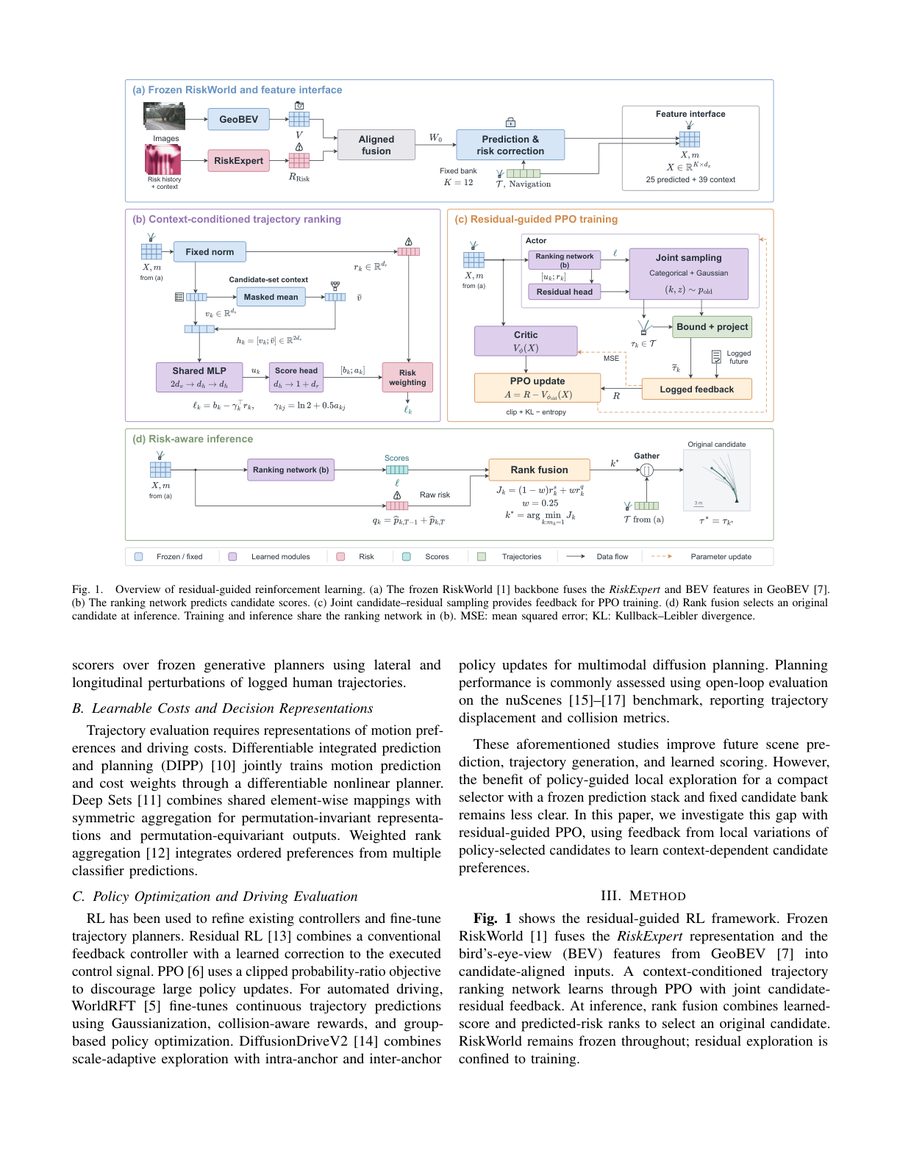 (a) Frozen RiskWorld and feature interface
Images
GeoBEV
V
Risk history
+ context
RiskExpert
R_Risk
Aligned
fusion
W₀
Prediction &
risk correction
Fixed bank
K = 12
𝒯, Navigation
Feature interface
X, m
X ∈ ℝ^{K×d_x}
25 predicted + 39 context
(b) Context-conditioned trajectory ranking
X, m
from (a)
Fixed norm
r_k ∈ ℝ^{d_r}
Candidate-set context
Masked mean
v̄
v_k ∈ ℝ^{d_v}
h_k = [v_k; v̄] ∈ ℝ^{2d_v}
Shared MLP
2d_v → d_h → d_h
u_k
Score head
d_h → 1 + d_r
[b_k; a_k]
Risk
weighting
ℓ_k = b_k − γ_k^⊤ r_k,
γ_{kj} = ln 2 + 0.5a_{kj}
ℓ_k
(c) Residual-guided PPO training
X, m
from (a)
Actor
Ranking network
(b)
ℓ
[u_k; r_k]
Residual head
Joint sampling
Categorical + Gaussian
(k, z) ∼ p_old
τ_k ∈ 𝒯
Bound + project
Critic
V_ϕ(X)
MSE
τ̃_k
Logged
future
PPO update
A = R − V_{ϕ_old}(X)
R
Logged feedback
clip + KL − entropy
(d) Risk-aware inference
X, m
from (a)
Ranking network (b)
Scores
ℓ
Raw risk
q_k = p̂_{k,T−1} + p̂_{k,T}
Rank fusion
J_k = (1 − w)r_k^s + wr_k^q
w = 0.25
k* = arg min_{k:m_k=1} J_k
k*
Gather
𝒯 from (a)
Original candidate
τ* = τ_{k*}
Frozen / fixed
Learned modules
Risk
Scores
Trajectories
Data flow
Parameter update
Fig. 1. Overview of residual-guided reinforcement learning. (a) The frozen RiskWorld [1] backbone fuses the RiskExpert and BEV features in GeoBEV [7].
(b) The ranking network predicts candidate scores. (c) Joint candidate–residual sampling provides feedback for PPO training. (d) Rank fusion selects an original
candidate at inference. Training and inference share the ranking network in (b). MSE: mean squared error; KL: Kullback–Leibler divergence.
scorers over frozen generative planners using lateral and
longitudinal perturbations of logged human trajectories.
B. Learnable Costs and Decision Representations
Trajectory evaluation requires representations of motion pref-
erences and driving costs. Differentiable integrated prediction
and planning (DIPP) [10] jointly trains motion prediction
and cost weights through a differentiable nonlinear planner.
Deep Sets [11] combines shared element-wise mappings with
symmetric aggregation for permutation-invariant representa-
tions and permutation-equivariant outputs. Weighted rank
aggregation [12] integrates ordered preferences from multiple
classifier predictions.
C. Policy Optimization and Driving Evaluation
RL has been used to refine existing controllers and fine-tune
trajectory planners. Residual RL [13] combines a conventional
feedback controller with a learned correction to the executed
control signal. PPO [6] uses a clipped probability-ratio objective
to discourage large policy updates. For automated driving,
WorldRFT [5] fine-tunes continuous trajectory predictions
using Gaussianization, collision-aware rewards, and group-
based policy optimization. DiffusionDriveV2 [14] combines
scale-adaptive exploration with intra-anchor and inter-anchor
policy updates for multimodal diffusion planning. Planning
performance is commonly assessed using open-loop evaluation
on the nuScenes [15]–[17] benchmark, reporting trajectory
displacement and collision metrics.
These aforementioned studies improve future scene pre-
diction, trajectory generation, and learned scoring. However,
the benefit of policy-guided local exploration for a compact
selector with a frozen prediction stack and fixed candidate bank
remains less clear. In this paper, we investigate this gap with
residual-guided PPO, using feedback from local variations of
policy-selected candidates to learn context-dependent candidate
preferences.
III. METHOD
Fig. 1 shows the residual-guided RL framework. Frozen
RiskWorld [1] fuses the RiskExpert representation and the
bird's-eye-view (BEV) features from GeoBEV [7] into
candidate-aligned inputs. A context-conditioned trajectory
ranking network learns through PPO with joint candidate-
residual feedback. At inference, rank fusion combines learned-
score and predicted-risk ranks to select an original candidate.
RiskWorld remains frozen throughout; residual exploration is
confined to training.